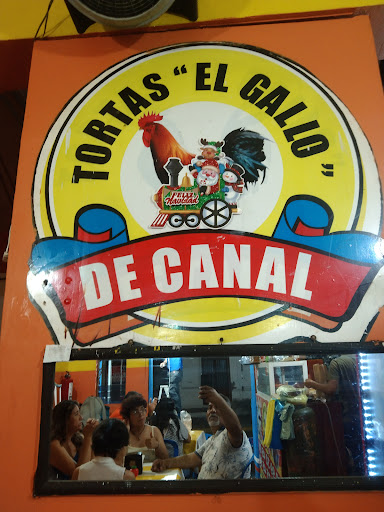 TORTAS "EL GALLO"
FELIZ
NAVIDAD
DE CANAL